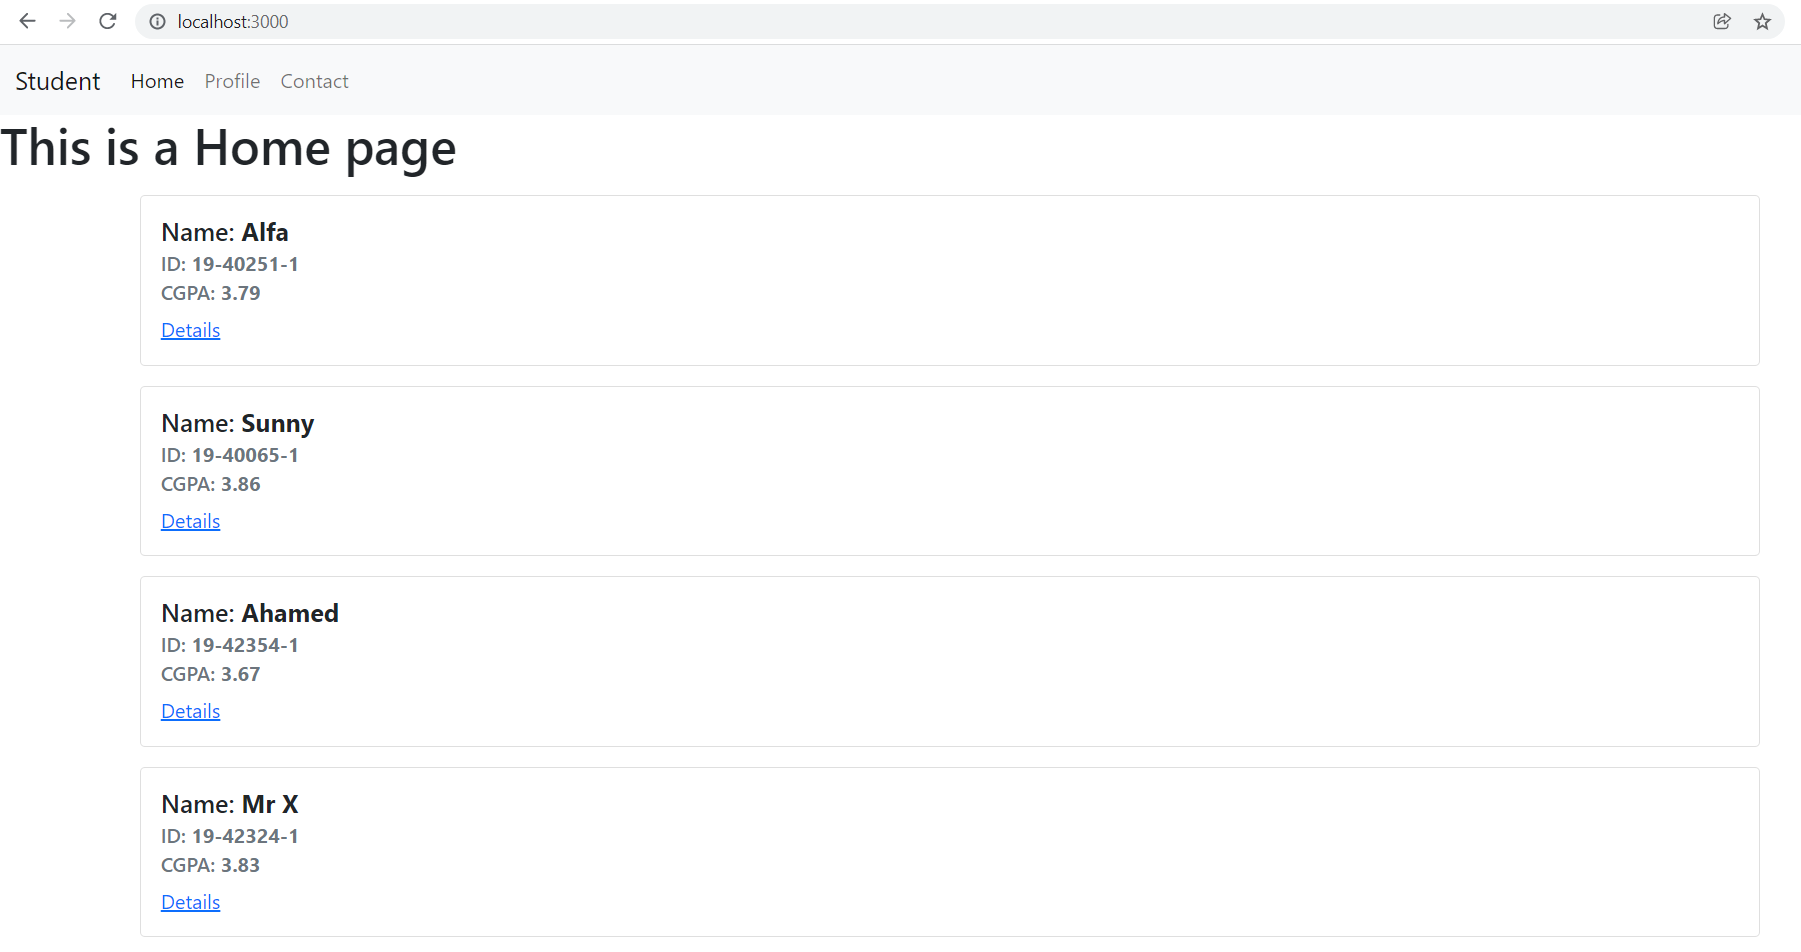 localhost:3000
Student Home Profile Contact
This is a Home page
Name: Alfa
ID: 19-40251-1
CGPA: 3.79
Details
Name: Sunny
ID: 19-40065-1
CGPA: 3.86
Details
Name: Ahamed
ID: 19-42354-1
CGPA: 3.67
Details
Name: Mr X
ID: 19-42324-1
CGPA: 3.83
Details